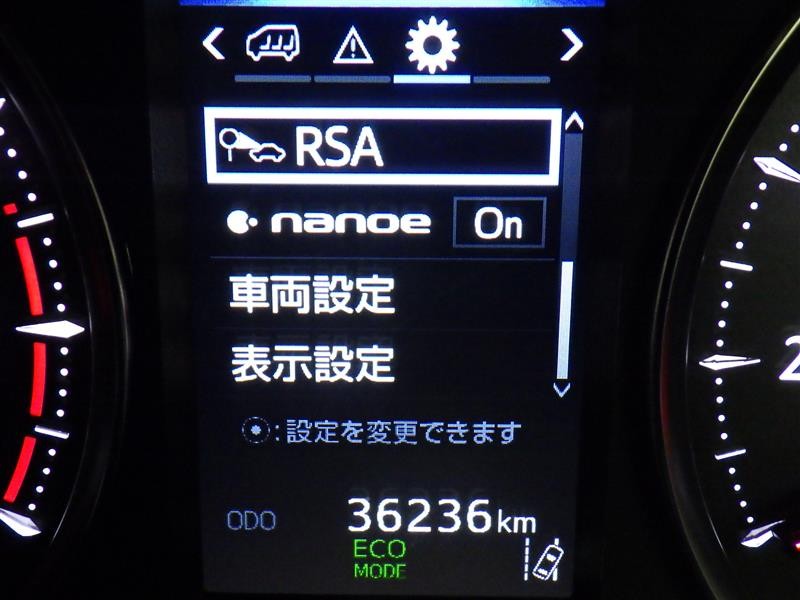 RSA
nanoe On
車両設定
表示設定
:設定を変更できます
ODO 36236km
ECO
MODE
2